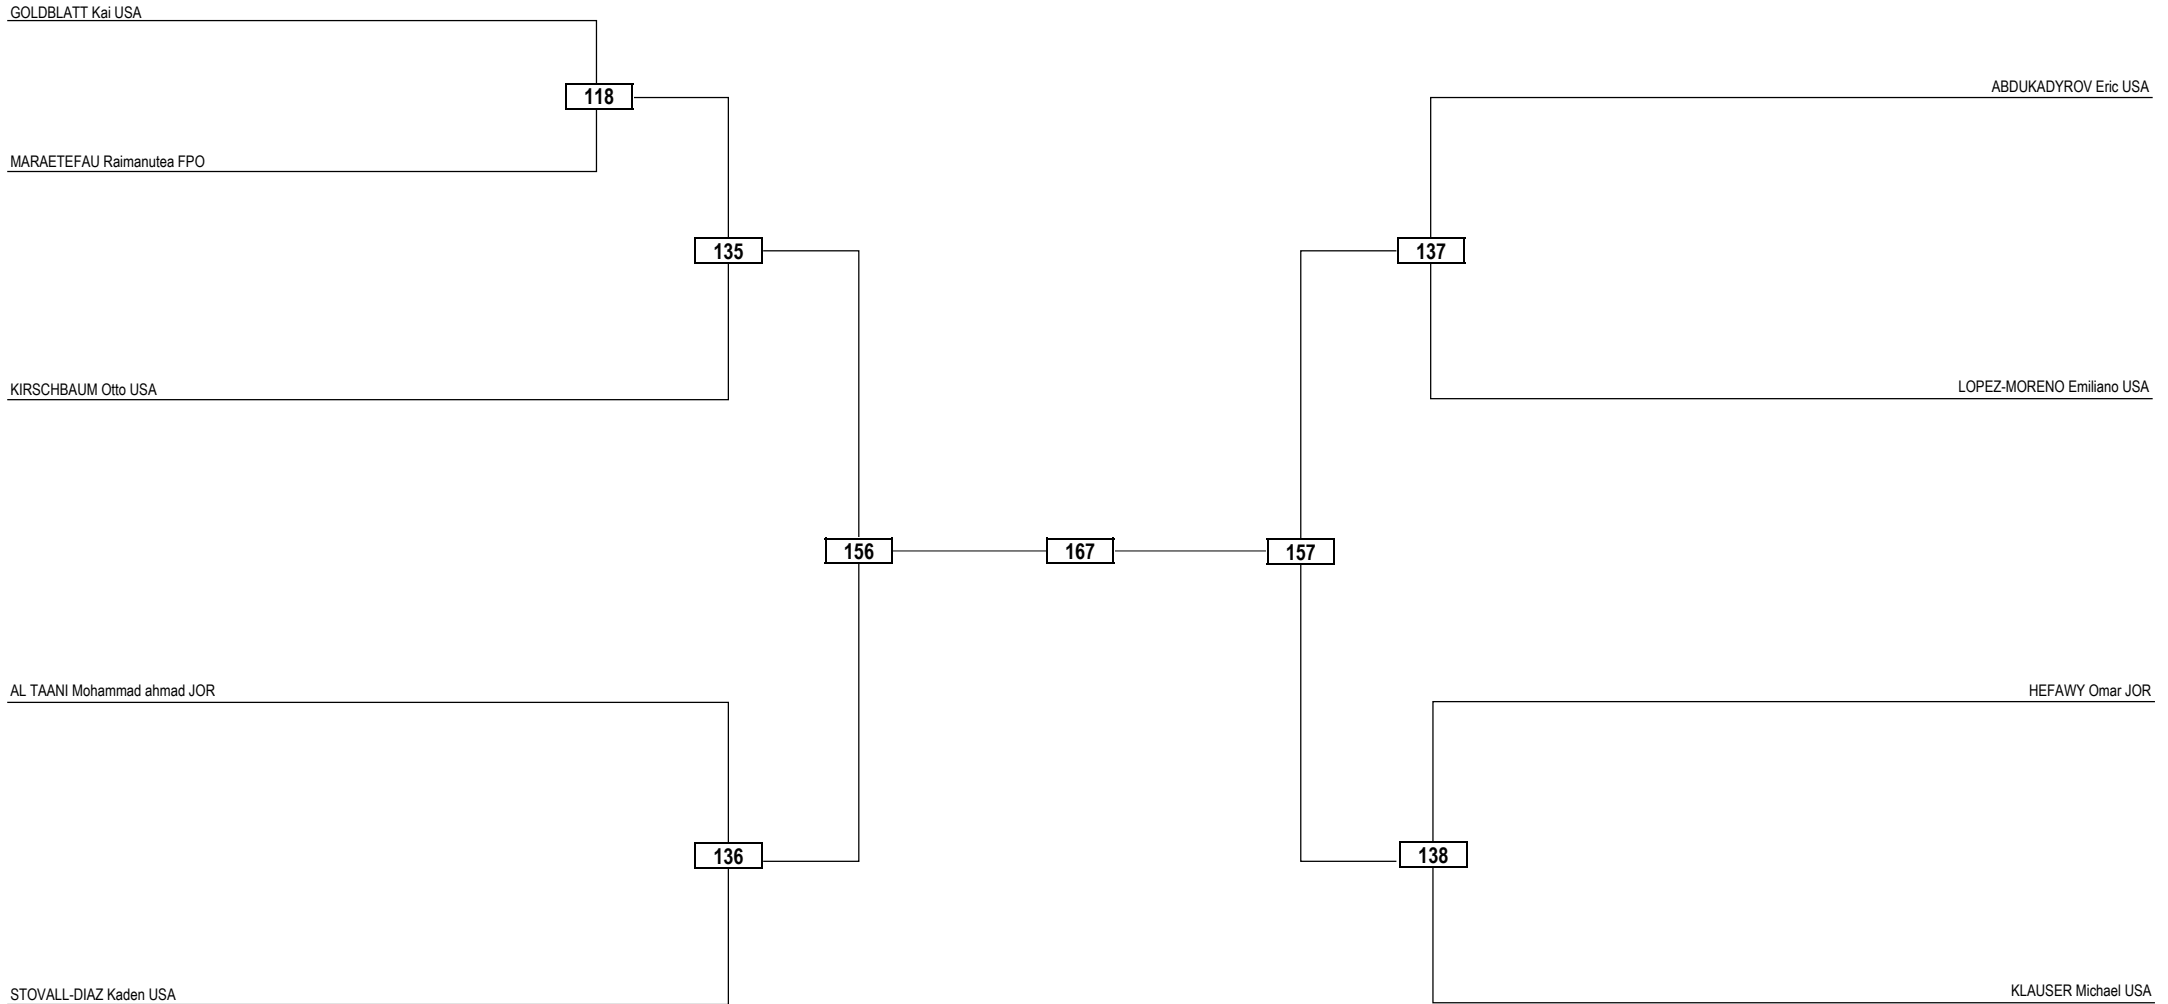 GOLDBLATT Kai USA
118
ABDUKADYROV Eric USA
MARAETEFAU Raimanutea FPO
135
137
KIRSCHBAUM Otto USA
LOPEZ-MORENO Emiliano USA
156
167
157
AL TAANI Mohammad ahmad JOR
HEFAWY Omar JOR
136
138
STOVALL-DIAZ Kaden USA
KLAUSER Michael USA